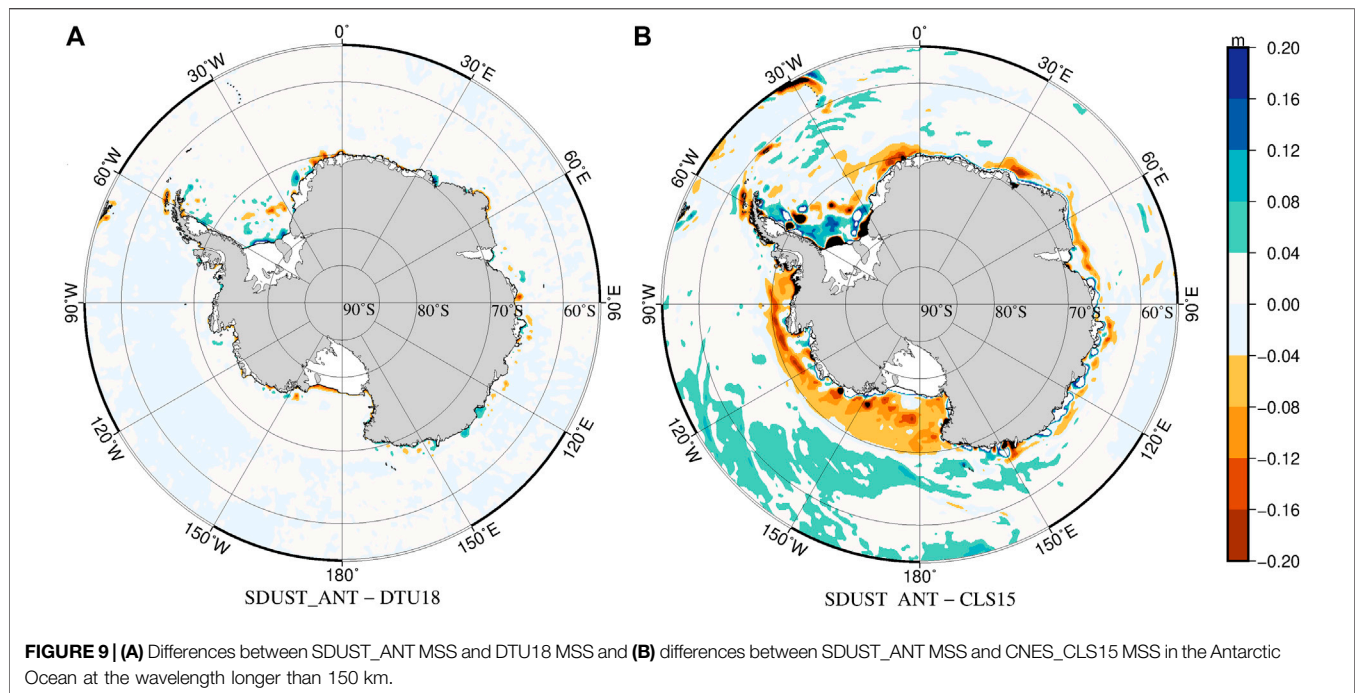 A
0°
30°E
60°E
90°E
120°E
150°E
180°
150°W
120°W
90°W
60°W
30°W
90°S
80°S
70°S
60°S
SDUST_ANT – DTU18
B
0°
30°E
60°E
90°E
120°E
150°E
180°
150°W
120°W
90°W
60°W
30°W
90°S
80°S
70°S
60°S
SDUST ANT – CLS15
m
0.20
0.16
0.12
0.08
0.04
0.00
−0.04
−0.08
−0.12
−0.16
−0.20
FIGURE 9 | (A) Differences between SDUST_ANT MSS and DTU18 MSS and (B) differences between SDUST_ANT MSS and CNES_CLS15 MSS in the Antarctic
Ocean at the wavelength longer than 150 km.